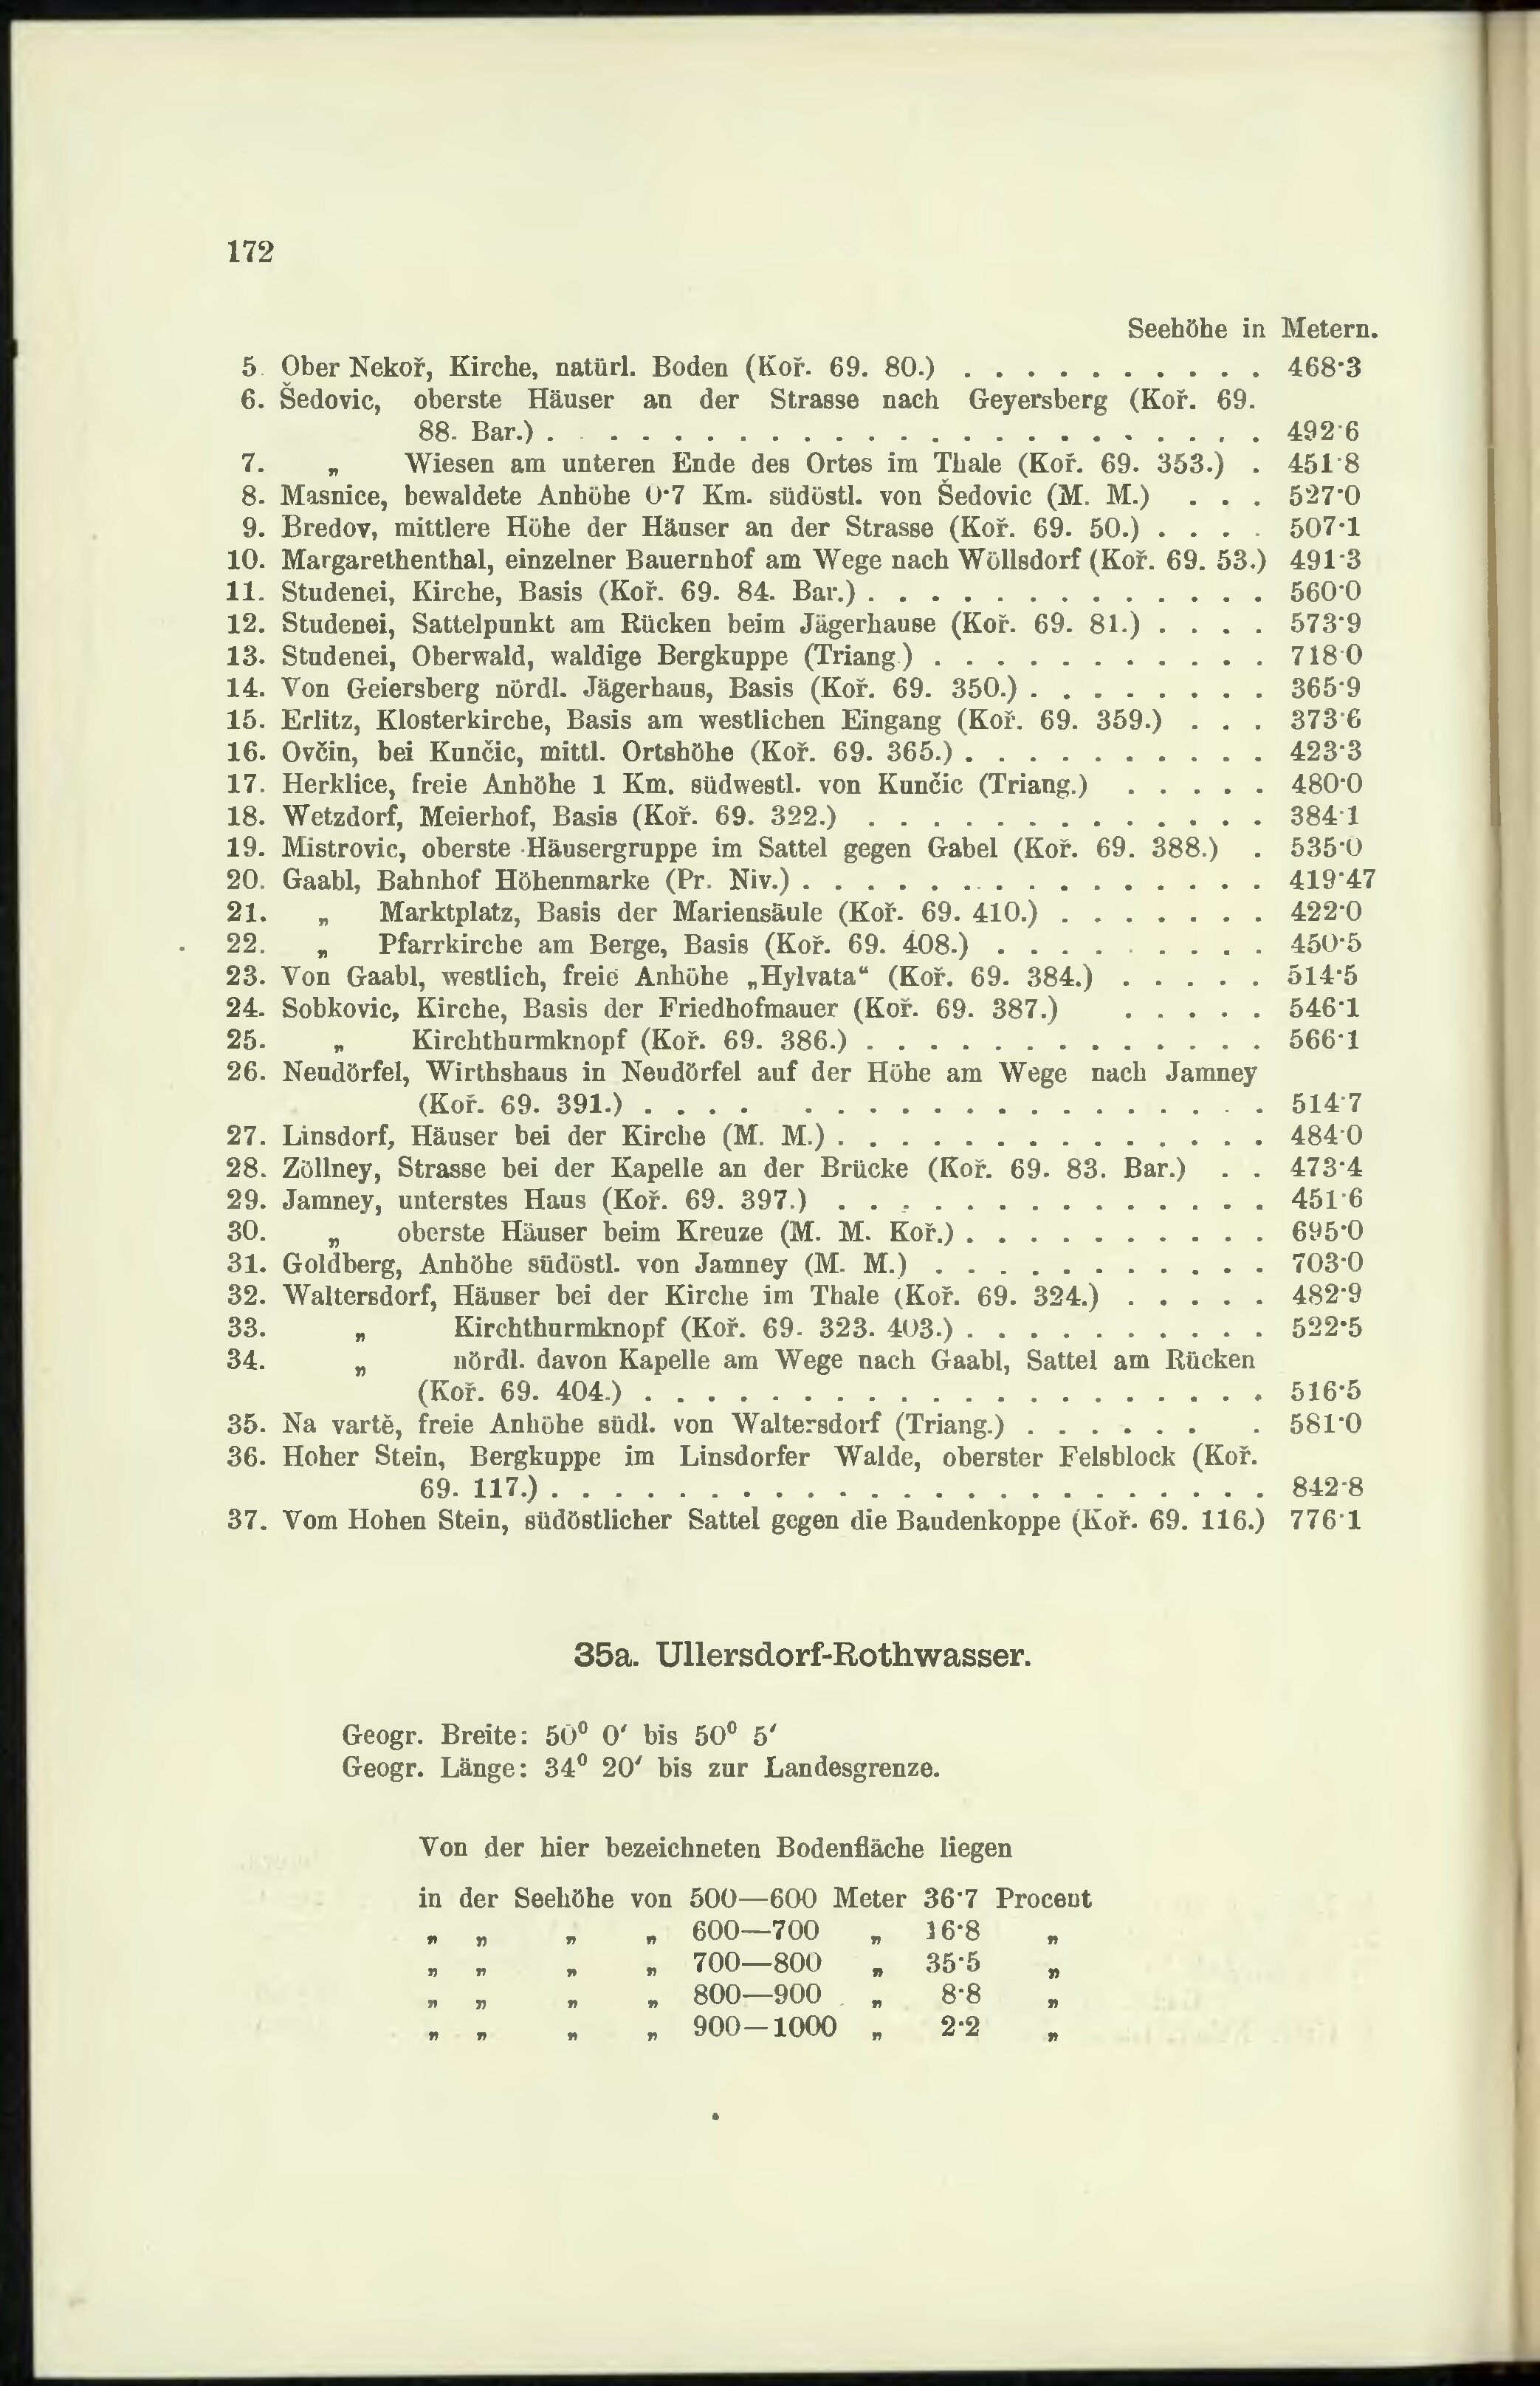 172
Seehöhe in Metern.
5. Ober Nekoř, Kirche, natürl. Boden (Koř. 69. 80.) . . . . . . . . . . 468·3
6. Šedovic, oberste Häuser an der Strasse nach Geyersberg (Koř. 69.
88. Bar.) . . . . . . . . . . . . . . . . . . . . . . . 492·6
7. „ Wiesen am unteren Ende des Ortes im Thale (Koř. 69. 353.) . 451·8
8. Masnice, bewaldete Anhöhe 0·7 Km. südöstl. von Šedovic (M. M.) . . . 527·0
9. Bredov, mittlere Höhe der Häuser an der Strasse (Koř. 69. 50.) . . . . 507·1
10. Margarethenthal, einzelner Bauernhof am Wege nach Wöllsdorf (Koř. 69. 53.) 491·3
11. Studenei, Kirche, Basis (Koř. 69. 84. Bar.) . . . . . . . . . . . . . 560·0
12. Studenei, Sattelpunkt am Rücken beim Jägerhause (Koř. 69. 81.) . . . . 573·9
13. Studenei, Oberwald, waldige Bergkuppe (Triang.) . . . . . . . . . . . 718·0
14. Von Geiersberg nördl. Jägerhaus, Basis (Koř. 69. 350.) . . . . . . . . 365·9
15. Erlitz, Klosterkirche, Basis am westlichen Eingang (Koř. 69. 359.) . . . 373·6
16. Ovčin, bei Kunčic, mittl. Ortshöhe (Koř. 69. 365.) . . . . . . . . . . 423·3
17. Herklice, freie Anhöhe 1 Km. südwestl. von Kunčic (Triang.) . . . . . 480·0
18. Wetzdorf, Meierhof, Basis (Koř. 69. 322.) . . . . . . . . . . . . . 384·1
19. Mistrovic, oberste Häusergruppe im Sattel gegen Gabel (Koř. 69. 388.) . 535·0
20. Gaabl, Bahnhof Höhenmarke (Pr. Niv.) . . . . . . . . . . . . . . . 419·47
21. „ Marktplatz, Basis der Mariensäule (Koř. 69. 410.) . . . . . . . 422·0
22. „ Pfarrkirche am Berge, Basis (Koř. 69. 408.) . . . . . . . . . 450·5
23. Von Gaabl, westlich, freie Anhöhe „Hylvata“ (Koř. 69. 384.) . . . . . 514·5
24. Sobkovic, Kirche, Basis der Friedhofmauer (Koř. 69. 387.) . . . . . 546·1
25. „ Kirchthurmknopf (Koř. 69. 386.) . . . . . . . . . . . . . 566·1
26. Neudörfel, Wirthshaus in Neudörfel auf der Höhe am Wege nach Jamney
(Koř. 69. 391.) . . . . . . . . . . . . . . . . . . . 514·7
27. Linsdorf, Häuser bei der Kirche (M. M.) . . . . . . . . . . . . . . 484·0
28. Zöllney, Strasse bei der Kapelle an der Brücke (Koř. 69. 83. Bar.) . . 473·4
29. Jamney, unterstes Haus (Koř. 69. 397.) . . . . . . . . . . . . . . 451·6
30. „ oberste Häuser beim Kreuze (M. M. Koř.) . . . . . . . . . . 695·0
31. Goldberg, Anhöhe südöstl. von Jamney (M. M.) . . . . . . . . . . . 703·0
32. Waltersdorf, Häuser bei der Kirche im Thale (Koř. 69. 324.) . . . . . 482·9
33. „ Kirchthurmknopf (Koř. 69. 323. 403.) . . . . . . . . . . 522·5
34. „ nördl. davon Kapelle am Wege nach Gaabl, Sattel am Rücken
(Koř. 69. 404.) . . . . . . . . . . . . . . . . . . . . 516·5
35. Na vartě, freie Anhöhe südl. von Waltersdorf (Triang.) . . . . . . . 581·0
36. Hoher Stein, Bergkuppe im Linsdorfer Walde, oberster Felsblock (Koř.
69. 117.) . . . . . . . . . . . . . . . . . . . . . . . 842·8
37. Vom Hohen Stein, südöstlicher Sattel gegen die Baudenkoppe (Koř. 69. 116.) 776·1
35a. Ullersdorf-Rothwasser.
Geogr. Breite: 50⁰ 0′ bis 50⁰ 5′
Geogr. Länge: 34⁰ 20′ bis zur Landesgrenze.
Von der hier bezeichneten Bodenfläche liegen
in der Seehöhe von 500—600 Meter 36·7 Procent
„ „ „ „ 600—700 „ 16·8 „
„ „ „ „ 700—800 „ 35·5 „
„ „ „ „ 800—900 „ 8·8 „
„ „ „ „ 900—1000 „ 2·2 „